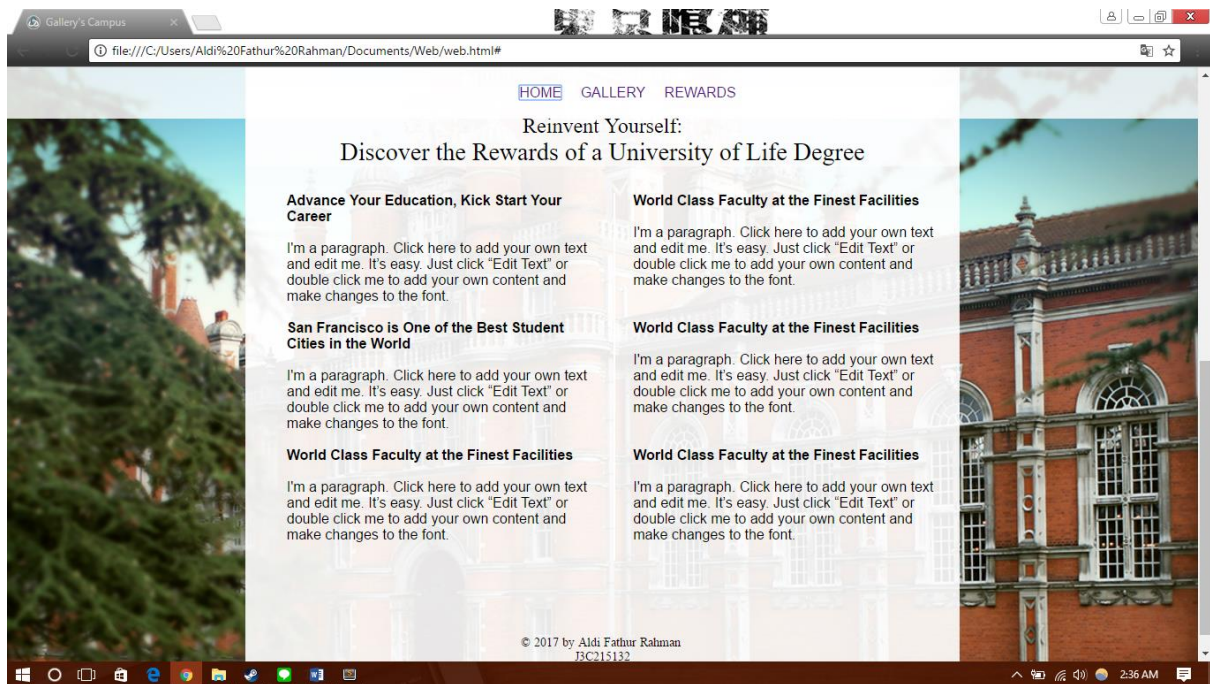 Gallery's Campus
file:///C:/Users/Aldi%20Fathur%20Rahman/Documents/Web/web.html#
HOME GALLERY REWARDS
Reinvent Yourself:
Discover the Rewards of a University of Life Degree
Advance Your Education, Kick Start Your
Career
I'm a paragraph. Click here to add your own text
and edit me. It's easy. Just click “Edit Text” or
double click me to add your own content and
make changes to the font.
World Class Faculty at the Finest Facilities
I'm a paragraph. Click here to add your own text
and edit me. It's easy. Just click “Edit Text” or
double click me to add your own content and
make changes to the font.
San Francisco is One of the Best Student
Cities in the World
I'm a paragraph. Click here to add your own text
and edit me. It's easy. Just click “Edit Text” or
double click me to add your own content and
make changes to the font.
World Class Faculty at the Finest Facilities
I'm a paragraph. Click here to add your own text
and edit me. It's easy. Just click “Edit Text” or
double click me to add your own content and
make changes to the font.
World Class Faculty at the Finest Facilities
I'm a paragraph. Click here to add your own text
and edit me. It's easy. Just click “Edit Text” or
double click me to add your own content and
make changes to the font.
World Class Faculty at the Finest Facilities
I'm a paragraph. Click here to add your own text
and edit me. It's easy. Just click “Edit Text” or
double click me to add your own content and
make changes to the font.
© 2017 by Aldi Fathur Rahman
J3C215132
2:36 AM